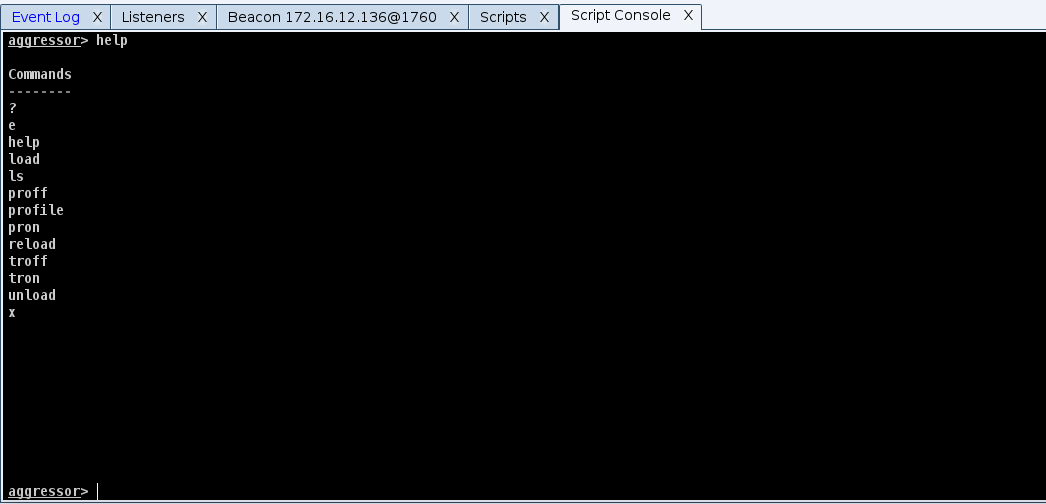 Event Log X Listeners X Beacon 172.16.12.136@1760 X Scripts X Script Console X
aggressor> help
Commands
--------
?
e
help
load
ls
proff
profile
pron
reload
troff
tron
unload
x
aggressor>